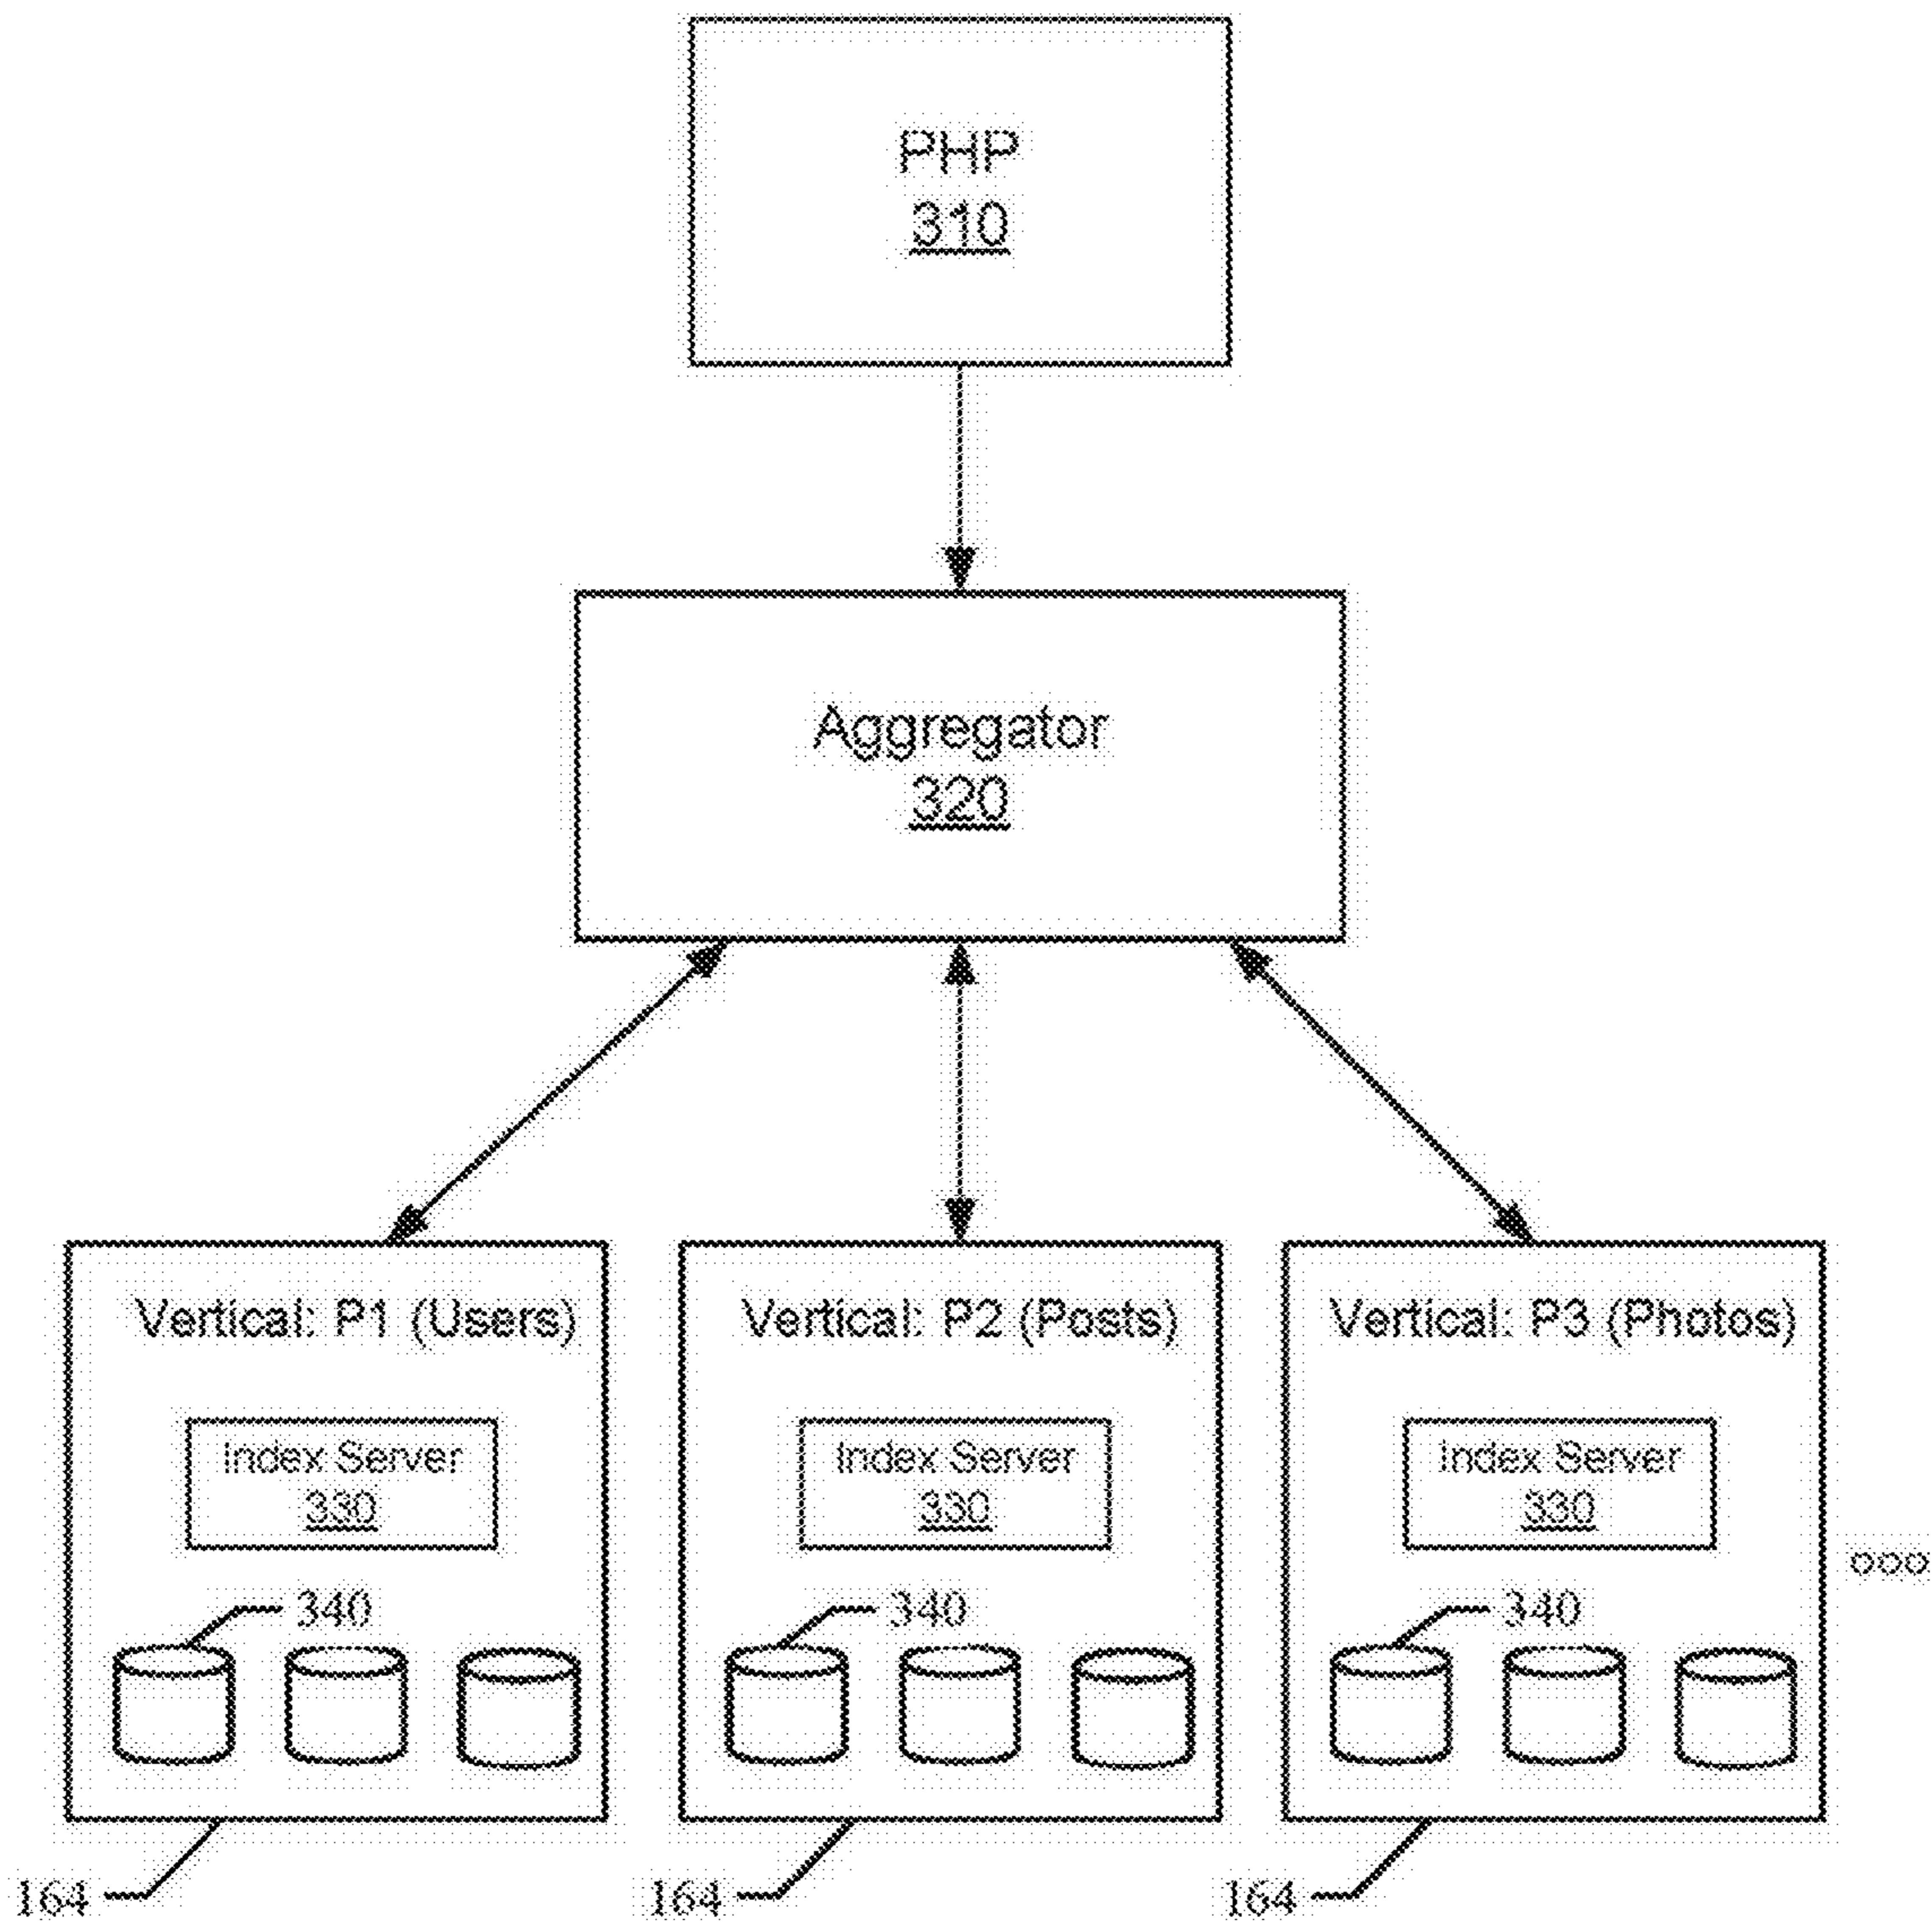 PHP
310
Aggregator
320
Vertical: P1 (Users)
Index Server
330
340
164
Vertical: P2 (Posts)
Index Server
330
340
164
Vertical: P3 (Photos)
Index Server
330
340
164
ooo